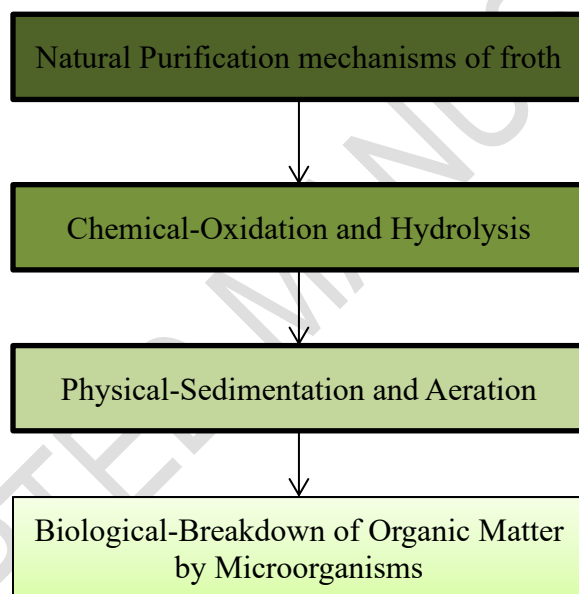 Natural Purification mechanisms of froth
Chemical-Oxidation and Hydrolysis
Physical-Sedimentation and Aeration
Biological-Breakdown of Organic Matter
by Microorganisms